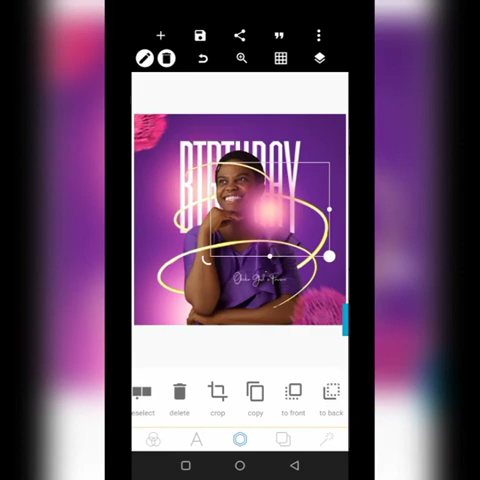 BIRTHDAY
eselect
delete
crop
copy
to front
to back